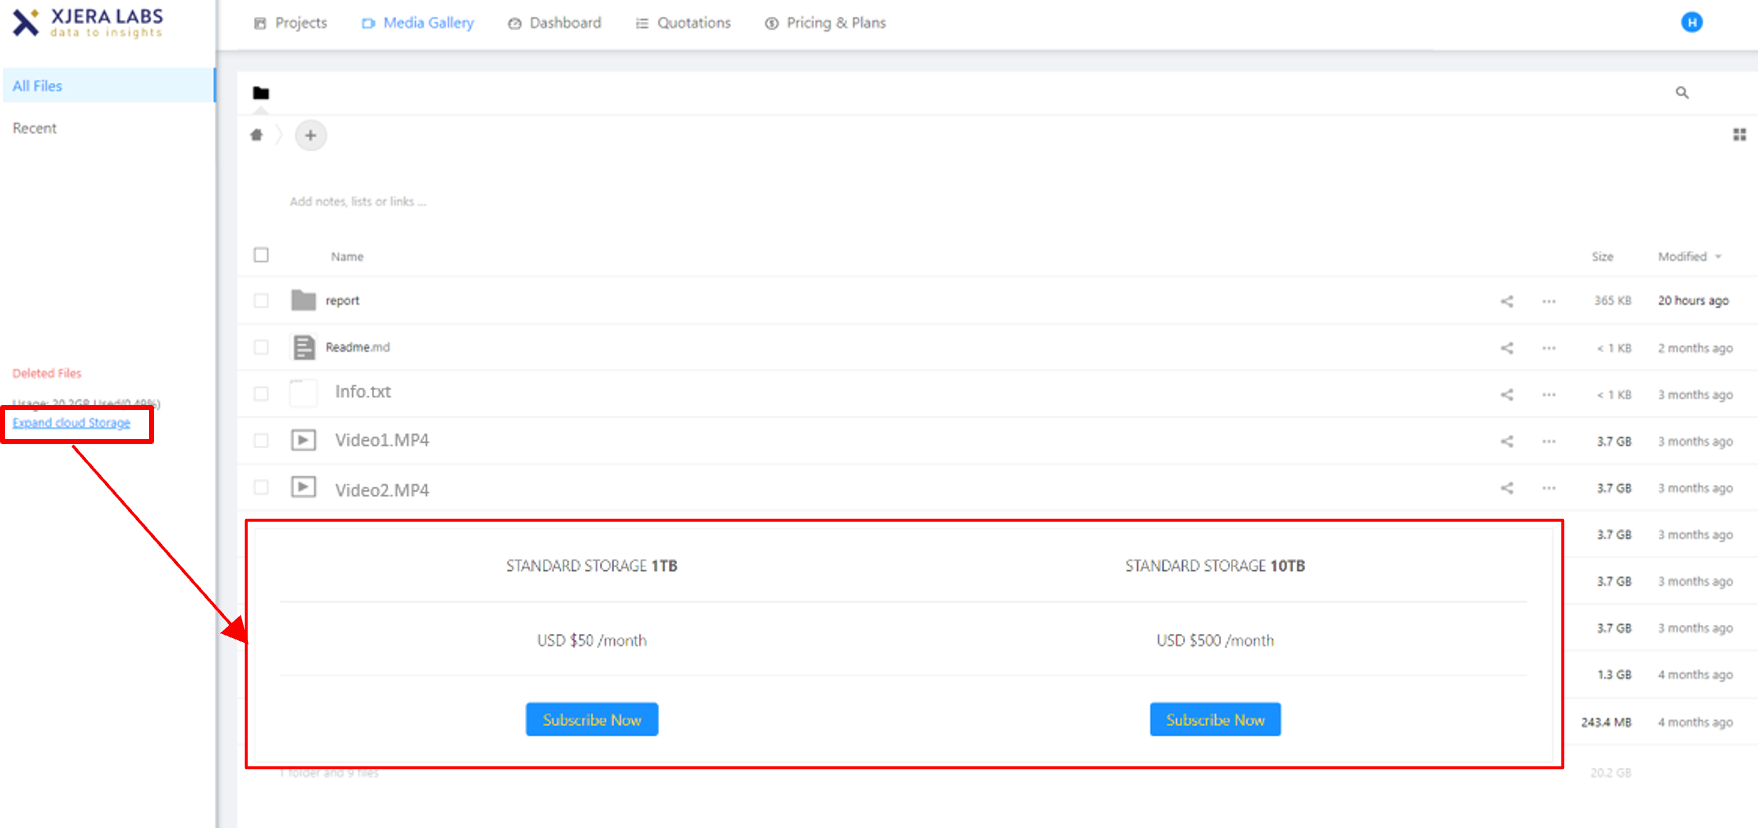 XJERA LABS
data to insights
Projects
Media Gallery
Dashboard
Quotations
Pricing & Plans
H
All Files
Recent
Add notes, lists or links ...
Name
Size
Modified
report
365 KB
20 hours ago
Readme.md
< 1 KB
2 months ago
Info.txt
< 1 KB
3 months ago
Video1.MP4
3.7 GB
3 months ago
Video2.MP4
3.7 GB
3 months ago
3.7 GB
3 months ago
3.7 GB
3 months ago
3.7 GB
3 months ago
1.3 GB
4 months ago
243.4 MB
4 months ago
Deleted Files
Usage: 20.2GB Used(0.49%)
Expand cloud Storage
STANDARD STORAGE 1TB
STANDARD STORAGE 10TB
USD $50 /month
USD $500 /month
Subscribe Now
Subscribe Now
1 folder and 9 files
20.2 GB